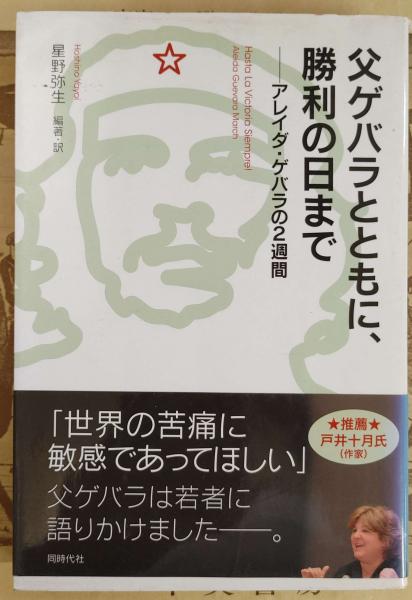 父ゲバラとともに、
勝利の日まで
――アレイダ・ゲバラの2週間
Hasta La Victoria Siempre!
Aleida Guevara March
星野弥生 編著・訳
Hoshino Yayoi
「世界の苦痛に
敏感であってほしい」
父ゲバラは若者に
語りかけました――。
同時代社
★推薦★
戸井十月氏
(作家)